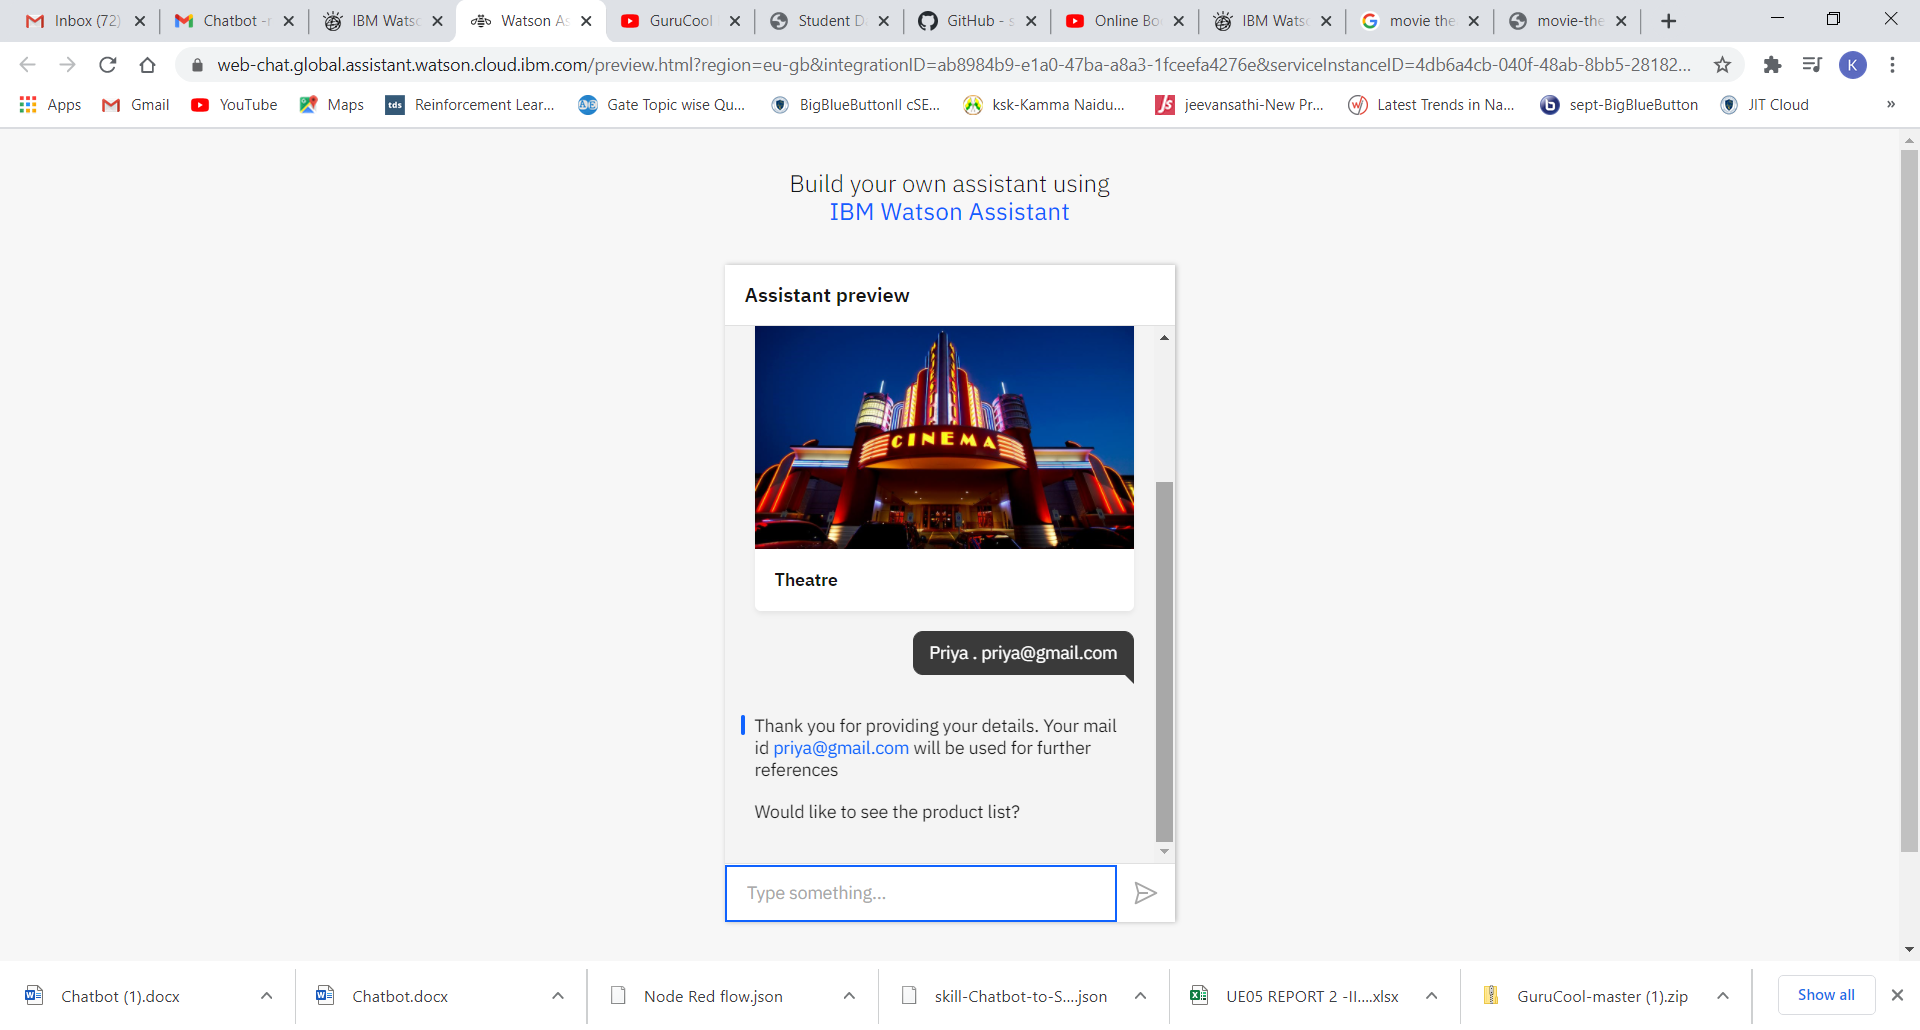 Inbox (72)
Chatbot -r
IBM Watso
Watson As
GuruCool
Student D
GitHub - s
Online Bo
IBM Watso
movie the
movie-the
web-chat.global.assistant.watson.cloud.ibm.com/preview.html?region=eu-gb&integrationID=ab8984b9-e1a0-47ba-a8a3-1fceefa4276e&serviceInstanceID=4db6a4cb-040f-48ab-8bb5-28182...
K
Apps
Gmail
YouTube
Maps
tds
Reinforcement Lear...
Gate Topic wise Qu...
BigBlueButtonII cSE...
ksk-Kamma Naidu...
Js
jeevansathi-New Pr...
Latest Trends in Na...
sept-BigBlueButton
JIT Cloud
»
Build your own assistant using
IBM Watson Assistant
Assistant preview
CINEMA
Theatre
Priya . priya@gmail.com
Thank you for providing your details. Your mail
id priya@gmail.com will be used for further
references
Would like to see the product list?
Type something...
Chatbot (1).docx
Chatbot.docx
Node Red flow.json
skill-Chatbot-to-S....json
UE05 REPORT 2 -II....xlsx
GuruCool-master (1).zip
Show all